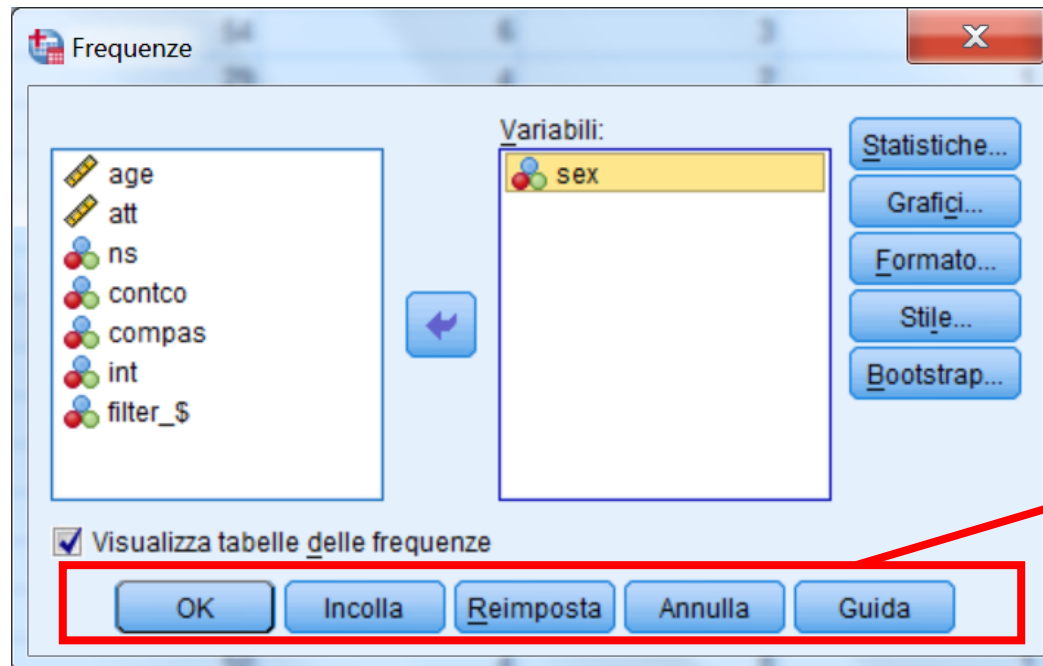 Frequenze
Variabili:
age
att
ns
contco
compas
int
filter_$
sex
Statistiche...
Grafici...
Formato...
Stile...
Bootstrap...
Visualizza tabelle delle frequenze
OK Incolla Reimposta Annulla Guida